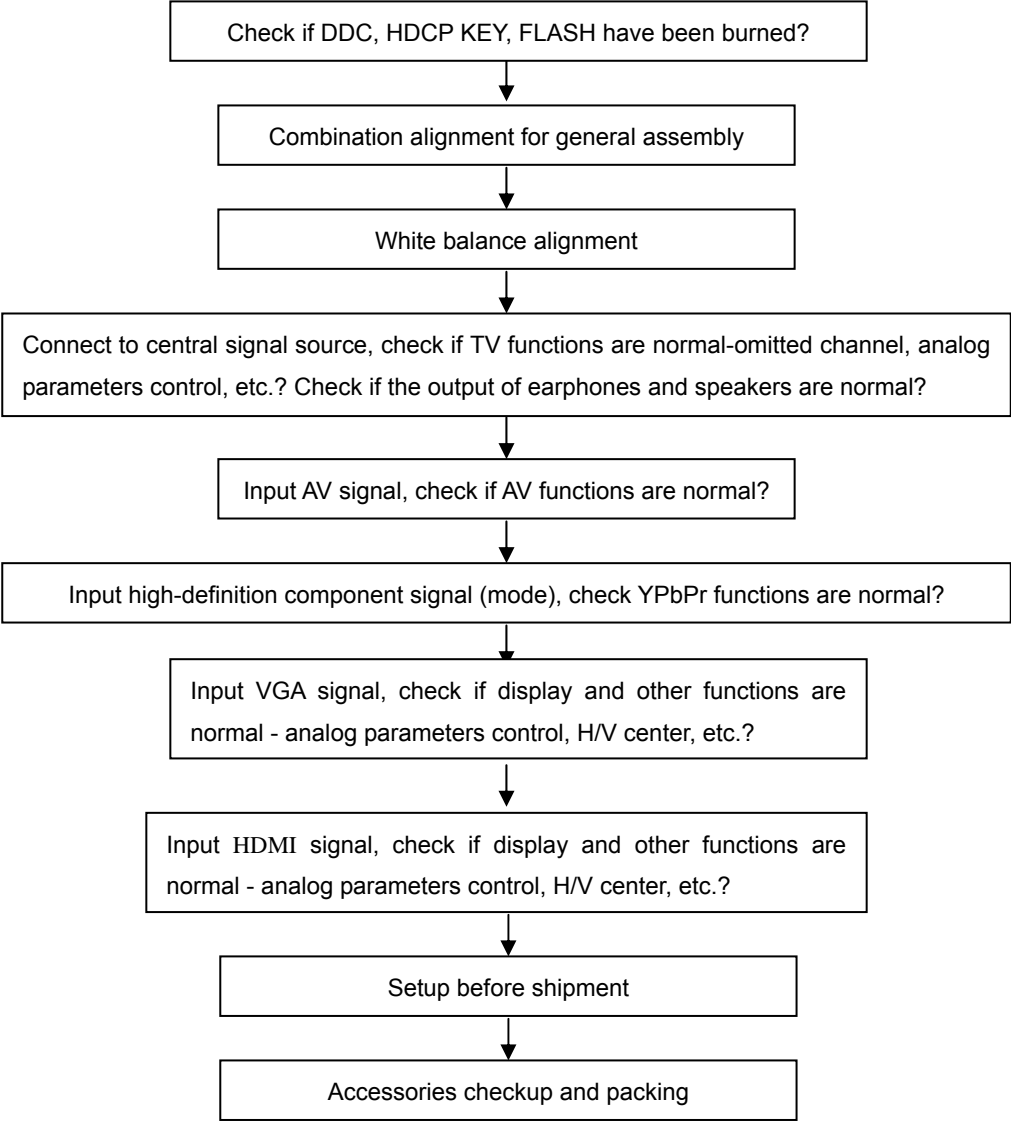 Check if DDC, HDCP KEY, FLASH have been burned?
Combination alignment for general assembly
White balance alignment
Connect to central signal source, check if TV functions are normal-omitted channel, analog
parameters control, etc.? Check if the output of earphones and speakers are normal?
Input AV signal, check if AV functions are normal?
Input high-definition component signal (mode), check YPbPr functions are normal?
Input VGA signal, check if display and other functions are
normal - analog parameters control, H/V center, etc.?
Input HDMI signal, check if display and other functions are
normal - analog parameters control, H/V center, etc.?
Setup before shipment
Accessories checkup and packing